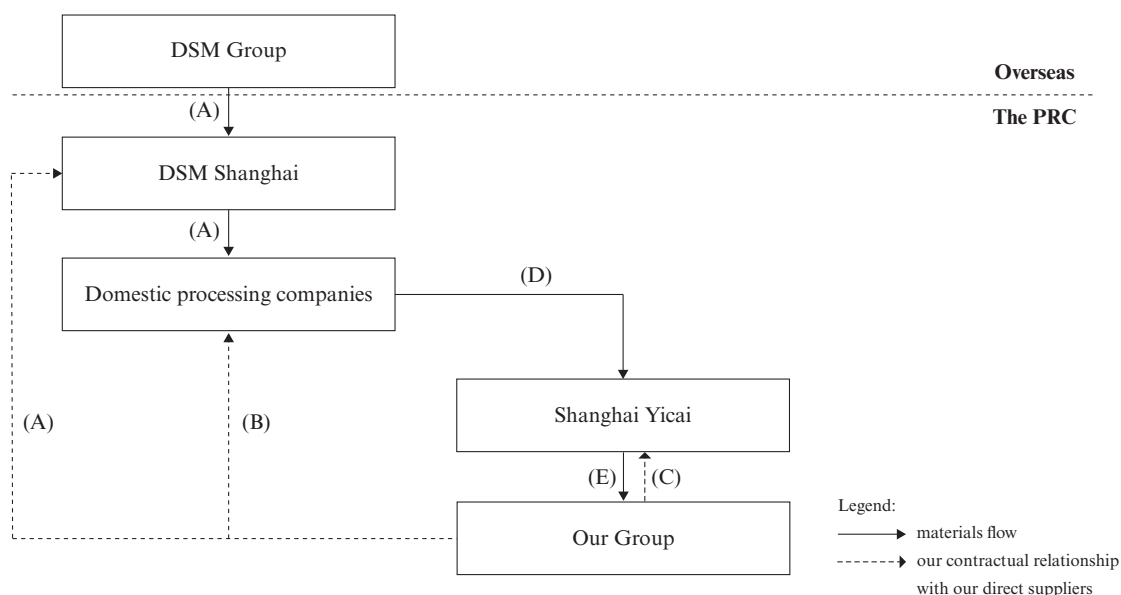 DSM Group
Overseas
(A)
The PRC
DSM Shanghai
(A)
Domestic processing companies
(D)
(A)
(B)
Shanghai Yicai
(E)
(C)
Our Group
Legend:
materials flow
our contractual relationship
with our direct suppliers